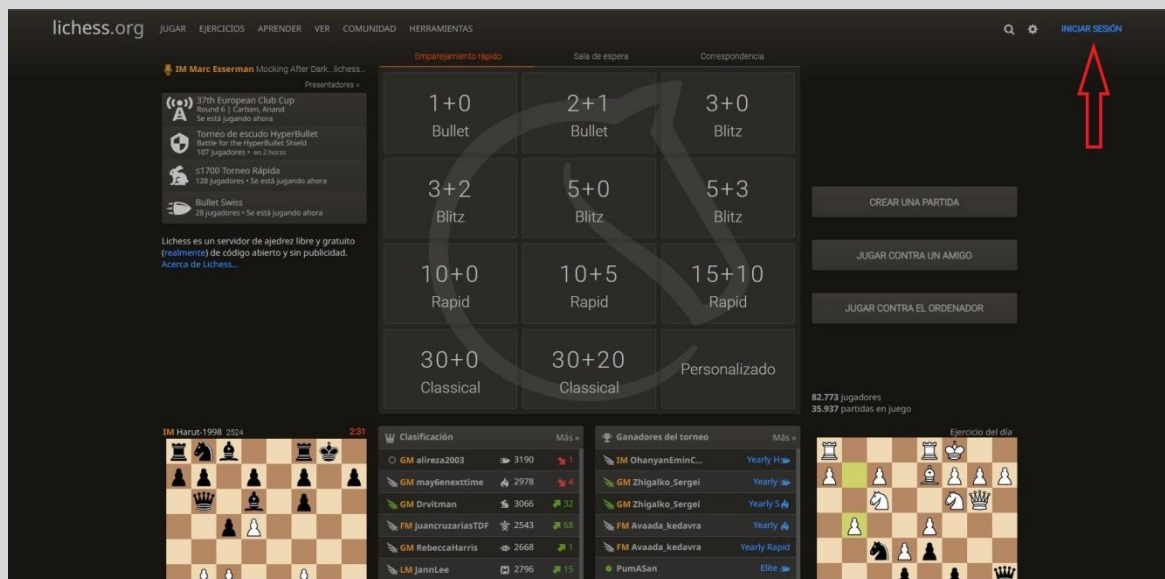 lichess.org JUGAR EJERCICIOS APRENDER VER COMUNIDAD HERRAMIENTAS INICIAR SESIÓN
Emparejamiento rápido Sala de espera Correspondencia
IM Marc Esserman Mocking After Dark...lichess...
Presentadores »
37th European Club Cup
Round 6 | Carlsen, Anand
Se está jugando ahora
Torneo de escudo HyperBullet
Battle for the HyperBullet Shield
107 jugadores • en 2 horas
≤1700 Torneo Rápida
128 jugadores • Se está jugando ahora
Bullet Swiss
28 jugadores • Se está jugando ahora
Lichess es un servidor de ajedrez libre y gratuito
(realmente) de código abierto y sin publicidad.
Acerca de Lichess...
1+0 2+1 3+0
Bullet Bullet Blitz
3+2 5+0 5+3
Blitz Blitz Blitz
10+0 10+5 15+10
Rapid Rapid Rapid
30+0 30+20 Personalizado
Classical Classical
CREAR UNA PARTIDA
JUGAR CONTRA UN AMIGO
JUGAR CONTRA EL ORDENADOR
82.773 jugadores
35.937 partidas en juego
IM Harut-1998 2524 2:31
Clasificación Más »
GM alireza2003 3190 1
GM may6enexttime 2978 4
GM Drvitman 3066 32
FM juancruzariasTDF 2543 68
GM RebeccaHarris 2668 1
LM JannLee 2796 15
Ganadores del torneo Más »
IM OhanyanEminC... Yearly H
GM Zhigalko_Sergei Yearly
GM Zhigalko_Sergei Yearly S
FM Avaada_kedavra Yearly
FM Avaada_kedavra Yearly Rapid
PumASan Elite
Ejercicio del día